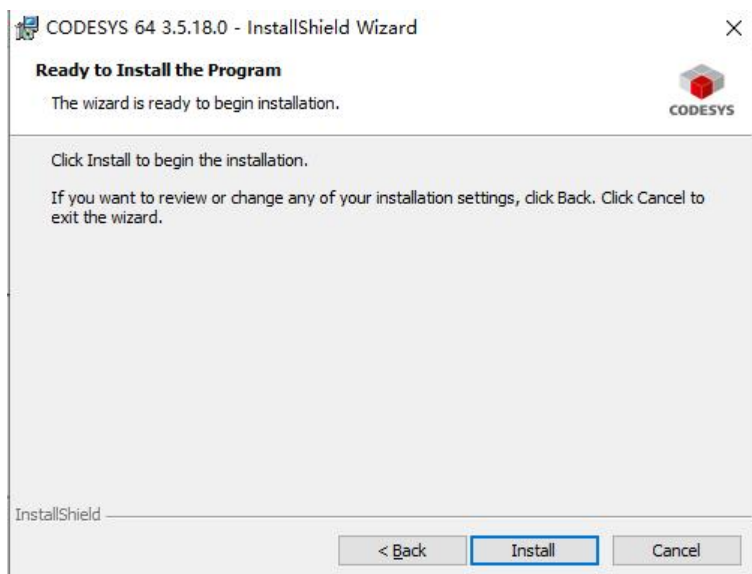 CODESYS 64 3.5.18.0 - InstallShield Wizard
Ready to Install the Program
The wizard is ready to begin installation.
CODESYS
Click Install to begin the installation.
If you want to review or change any of your installation settings, click Back. Click Cancel to
exit the wizard.
InstallShield
< Back
Install
Cancel